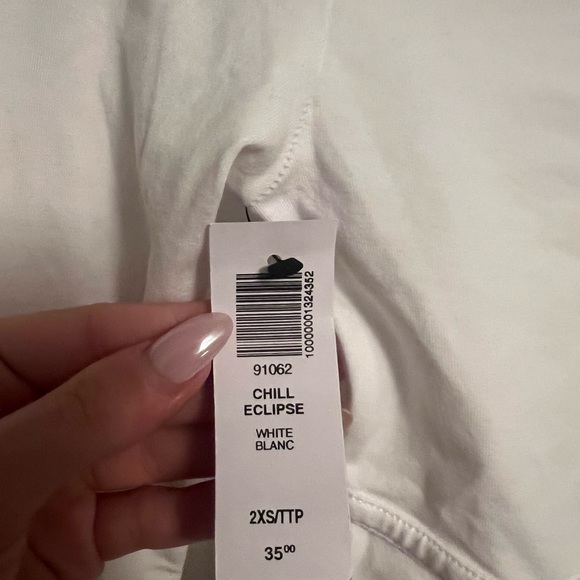 10000001324352
91062
CHILL
ECLIPSE
WHITE
BLANC
2XS/TTP
35⁰⁰